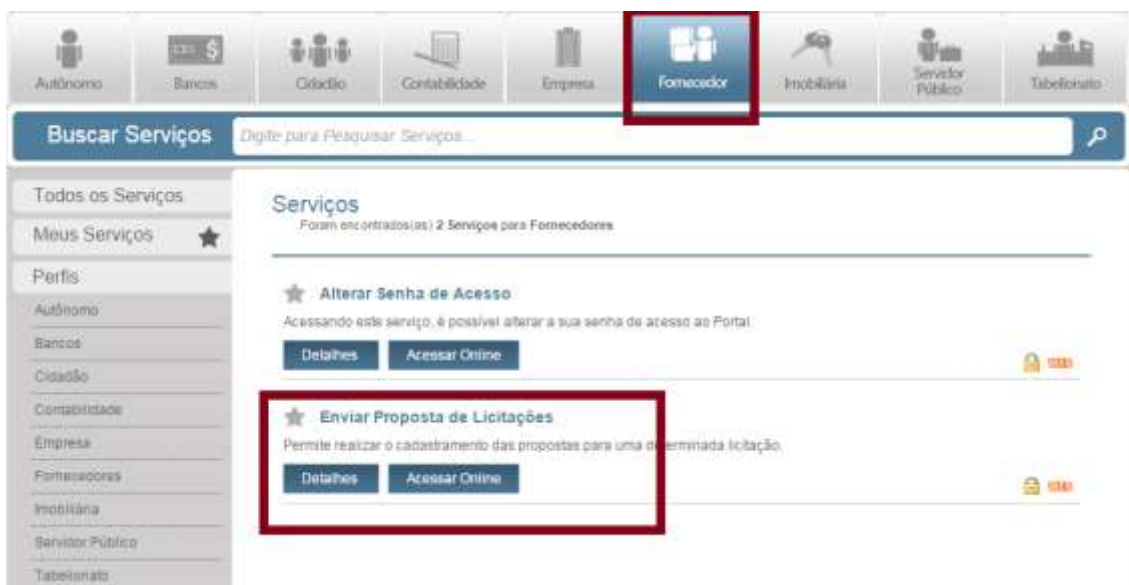 Autônomo
Bancos
Cidadão
Contabilidade
Empresa
Fornecedor
Imobiliária
Servidor
Público
Tabelionato
Buscar Serviços
Digite para Pesquisar Serviços...
Todos os Serviços
Meus Serviços
Perfis
Autônomo
Bancos
Cidadão
Contabilidade
Empresa
Fornecedores
Imobiliária
Servidor Público
Tabelionato
Serviços
Foram encontrados(as) 2 Serviços para Fornecedores
Alterar Senha de Acesso
Acessando este serviço, é possível alterar a sua senha de acesso ao Portal.
Detalhes Acessar Online
Enviar Proposta de Licitações
Permite realizar o cadastramento das propostas para uma determinada licitação.
Detalhes Acessar Online